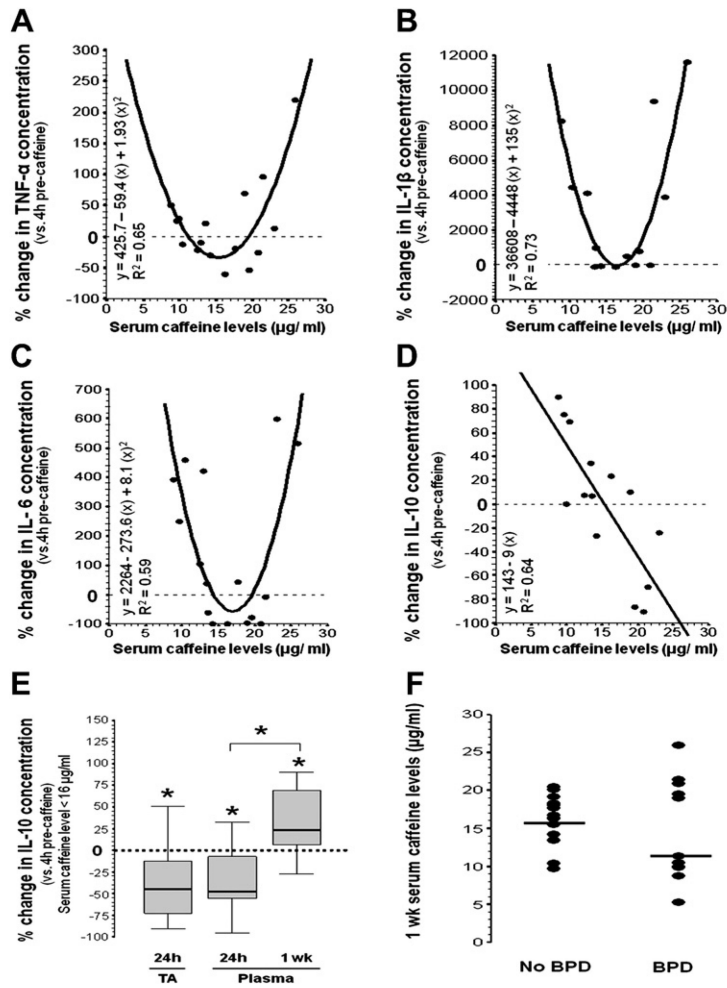 A
% change in TNF-α concentration
(vs. 4h pre-caffeine)
300
250
200
150
100
50
0
-50
-100
y = 425.7 – 59.4 (x) + 1.93 (x)²
R² = 0.65
0 5 10 15 20 25 30
Serum caffeine levels (µg/ ml)
B
% change in IL-1β concentration
(vs. 4h pre-caffeine)
12000
10000
8000
6000
4000
2000
0
-2000
y = 36608 – 4448 (x) + 135 (x)²
R² = 0.73
0 5 10 15 20 25 30
Serum caffeine levels (µg/ ml)
C
% change in IL- 6 concentration
(vs.4h pre-caffeine)
700
600
500
400
300
200
100
0
-100
y = 2264 - 273.6 (x) + 8.1 (x)²
R² = 0.59
0 5 10 15 20 25 30
Serum caffeine levels (µg/ ml)
D
% change in IL-10 concentration
(vs.4h pre-caffeine)
100
80
60
40
20
0
-20
-40
-60
-80
-100
y = 143 - 9 (x)
R² = 0.64
0 5 10 15 20 25 30
Serum caffeine levels (µg/ ml)
E
% change in IL-10 concentration
(vs. 4h pre-caffeine)
Serum caffeine level <16 µg/ml
150
125
100
75
50
25
0
-25
-50
-75
-100
*
*
*
*
24h 24h 1 wk
TA Plasma
F
1 wk serum caffeine levels (µg/ml)
30
25
20
15
10
5
0
No BPD BPD